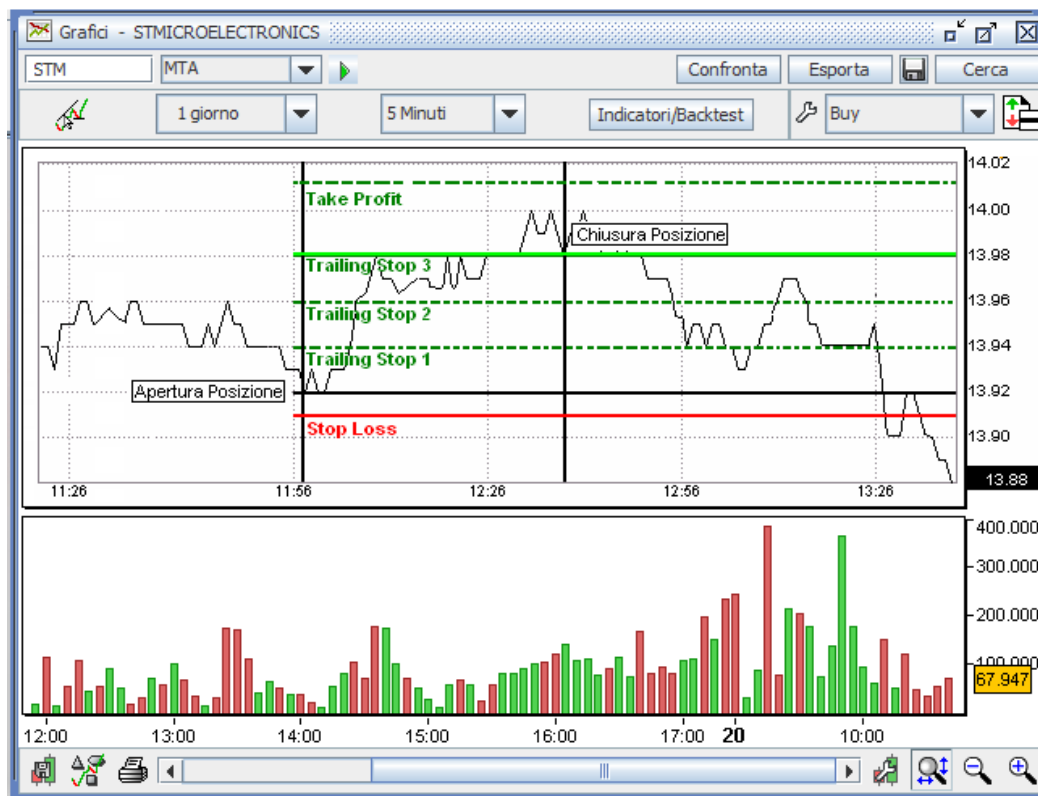 Grafici - STMICROELECTRONICS
STM MTA Confronta Esporta Cerca
1 giorno 5 Minuti Indicatori/Backtest Buy
14.02
Take Profit
14.00
Chiusura Posizione
13.98
Trailing Stop 3
13.96
Trailing Stop 2
13.94
Trailing Stop 1
Apertura Posizione
13.92
Stop Loss
13.90
13.88
11:26 11:56 12:26 12:56 13:26
400.000
300.000
200.000
100.000
67.947
12:00 13:00 14:00 15:00 16:00 17:00 20 10:00